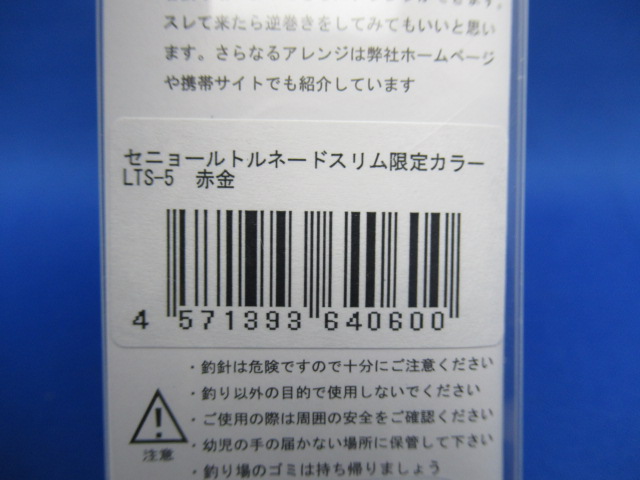 スレて来たら逆巻きをしてみてもいいと思い
ます。さらなるアレンジは弊社ホームページ
や携帯サイトでも紹介しています
セニョールトルネードスリム限定カラー
LTS-5 赤金
4 571393 640600
・釣針は危険ですので十分にご注意ください
・釣り以外の目的で使用しないでください
・ご使用の際は周囲の安全をご確認ください
・幼児の手の届かない場所に保管して下さい
・釣り場のゴミは持ち帰りましょう
注意